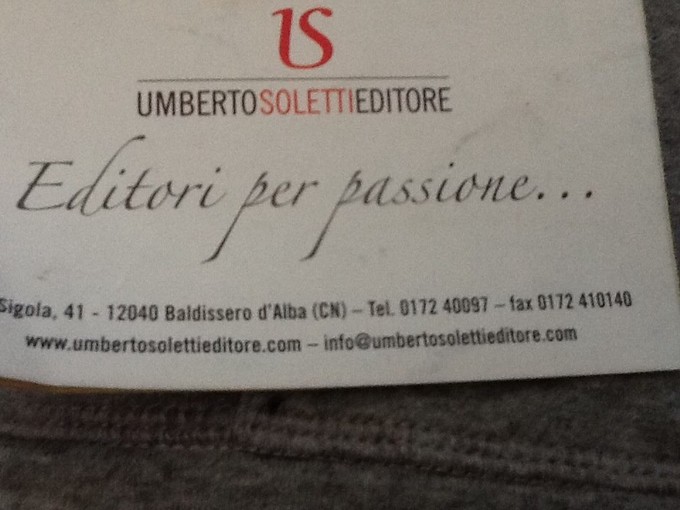 US
UMBERTOSOLETTIEDITORE
Editori per passione...
Sigola, 41 - 12040 Baldissero d'Alba (CN) – Tel. 0172 40097 – fax 0172 410140
www.umbertosolettieditore.com – info@umbertosolettieditore.com